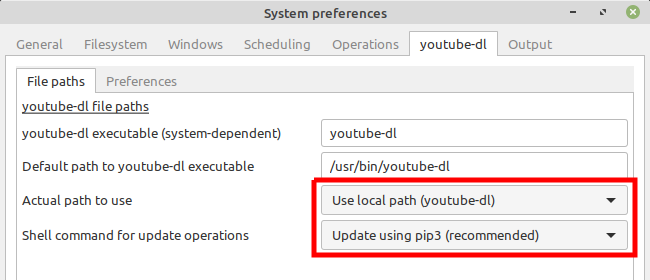 System preferences
General Filesystem Windows Scheduling Operations youtube-dl Output
File paths Preferences
youtube-dl file paths
youtube-dl executable (system-dependent) youtube-dl
Default path to youtube-dl executable /usr/bin/youtube-dl
Actual path to use Use local path (youtube-dl)
Shell command for update operations Update using pip3 (recommended)